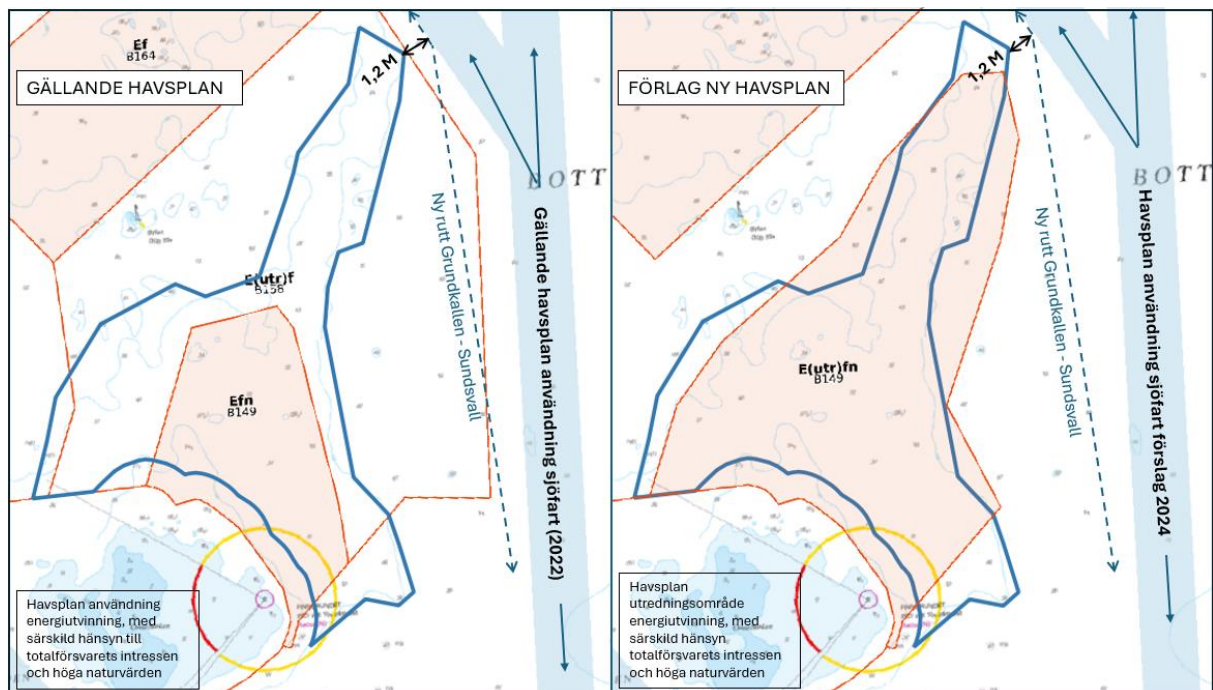 Ef
B164
GÄLLANDE HAVSPLAN
1,2 M
BOTT
E(utr)f
B158
Efn
B149
Ny rutt Grundkallen - Sundsvall
Gällande havsplan användning sjöfart (2022)
Havsplan användning
energiutvinning, med
särskild hänsyn till
totalförsvarets intressen
och höga naturvärden
FÖRLAG NY HAVSPLAN
1,2 M
BOTT
E(utr)fn
B149
Ny rutt Grundkallen - Sundsvall
Havsplan användning sjöfart förslag 2024
Havsplan
utredningsområde
energiutvinning, med
särskild hänsyn
totalförsvarets intressen
och höga naturvärden